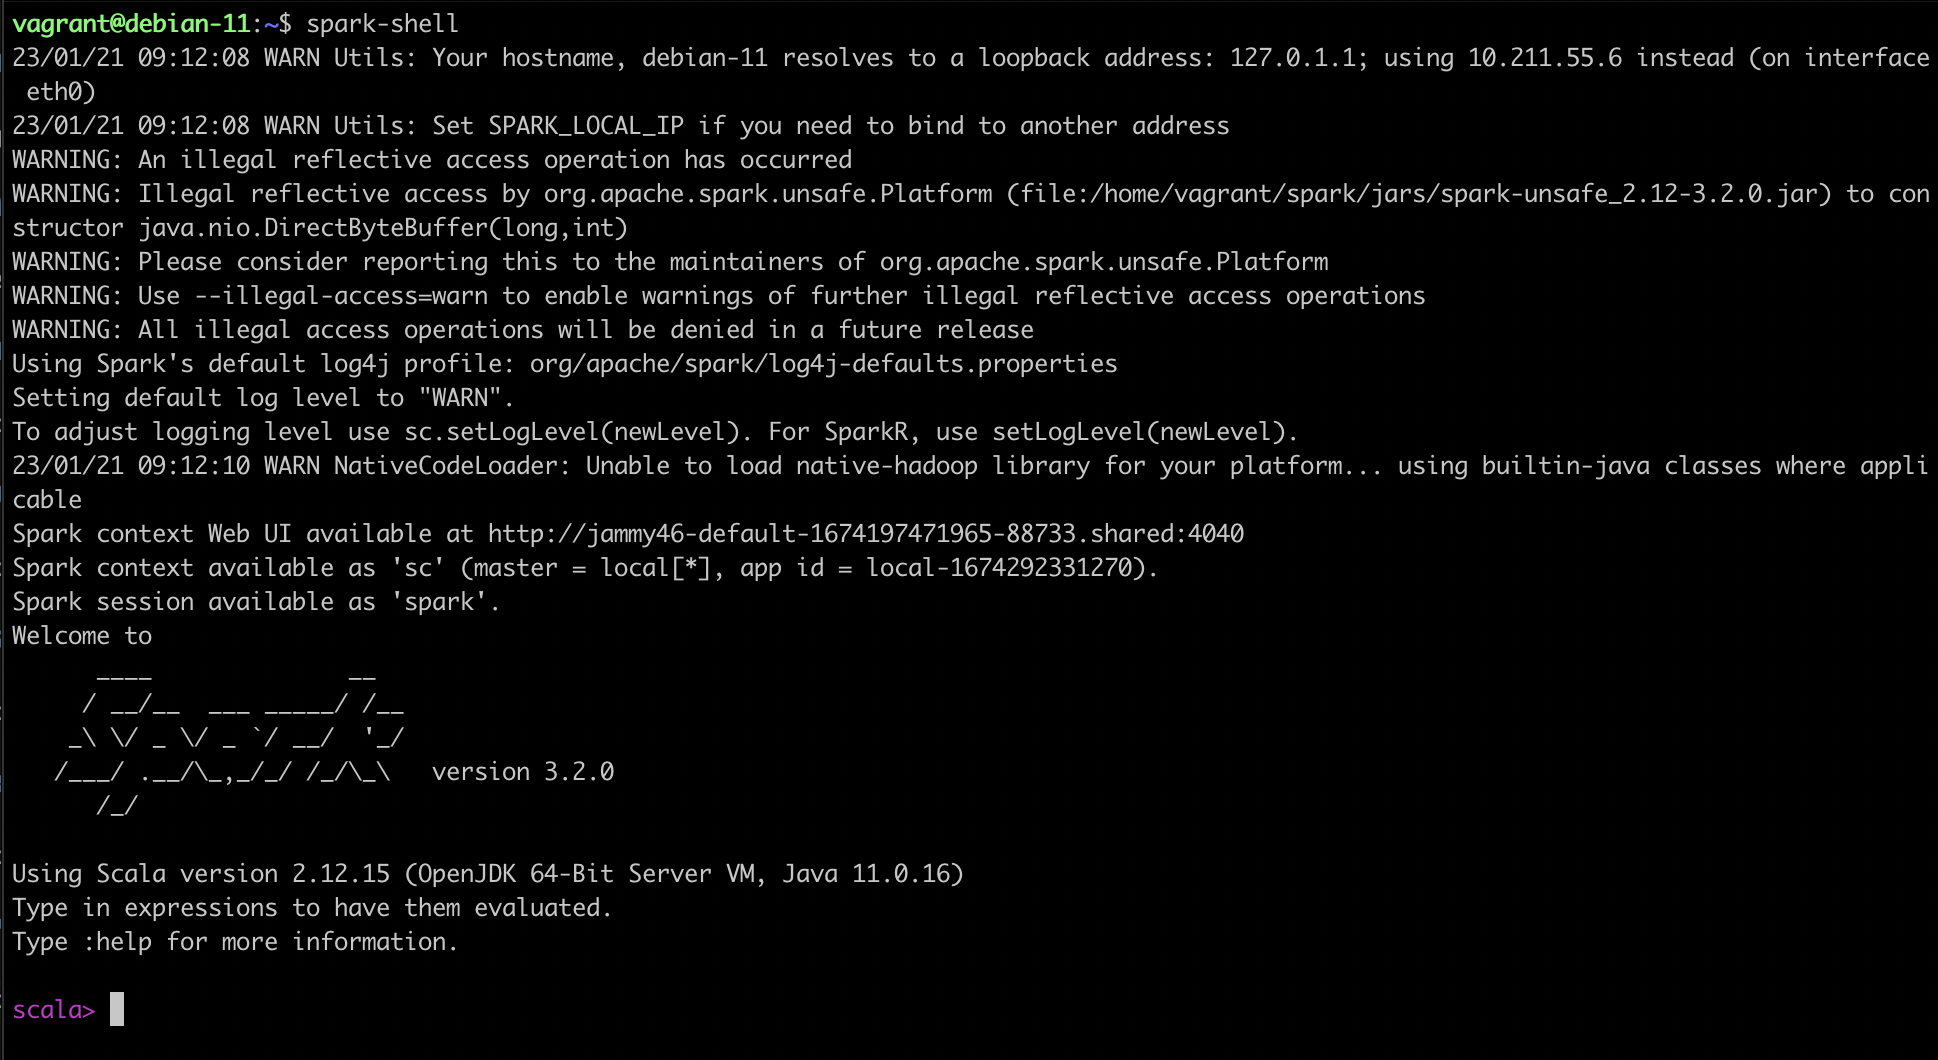 vagrant@debian-11:~$ spark-shell
23/01/21 09:12:08 WARN Utils: Your hostname, debian-11 resolves to a loopback address: 127.0.1.1; using 10.211.55.6 instead (on interface
 eth0)
23/01/21 09:12:08 WARN Utils: Set SPARK_LOCAL_IP if you need to bind to another address
WARNING: An illegal reflective access operation has occurred
WARNING: Illegal reflective access by org.apache.spark.unsafe.Platform (file:/home/vagrant/spark/jars/spark-unsafe_2.12-3.2.0.jar) to con
structor java.nio.DirectByteBuffer(long,int)
WARNING: Please consider reporting this to the maintainers of org.apache.spark.unsafe.Platform
WARNING: Use --illegal-access=warn to enable warnings of further illegal reflective access operations
WARNING: All illegal access operations will be denied in a future release
Using Spark's default log4j profile: org/apache/spark/log4j-defaults.properties
Setting default log level to "WARN".
To adjust logging level use sc.setLogLevel(newLevel). For SparkR, use setLogLevel(newLevel).
23/01/21 09:12:10 WARN NativeCodeLoader: Unable to load native-hadoop library for your platform... using builtin-java classes where appli
cable
Spark context Web UI available at http://jammy46-default-1674197471965-88733.shared:4040
Spark context available as 'sc' (master = local[*], app id = local-1674292331270).
Spark session available as 'spark'.
Welcome to
      ____              __
     / __/__  ___ _____/ /__
    _\ \/ _ \/ _ `/ __/  '_/
   /___/ .__/\_,_/_/ /_/\_\   version 3.2.0
      /_/

Using Scala version 2.12.15 (OpenJDK 64-Bit Server VM, Java 11.0.16)
Type in expressions to have them evaluated.
Type :help for more information.

scala>